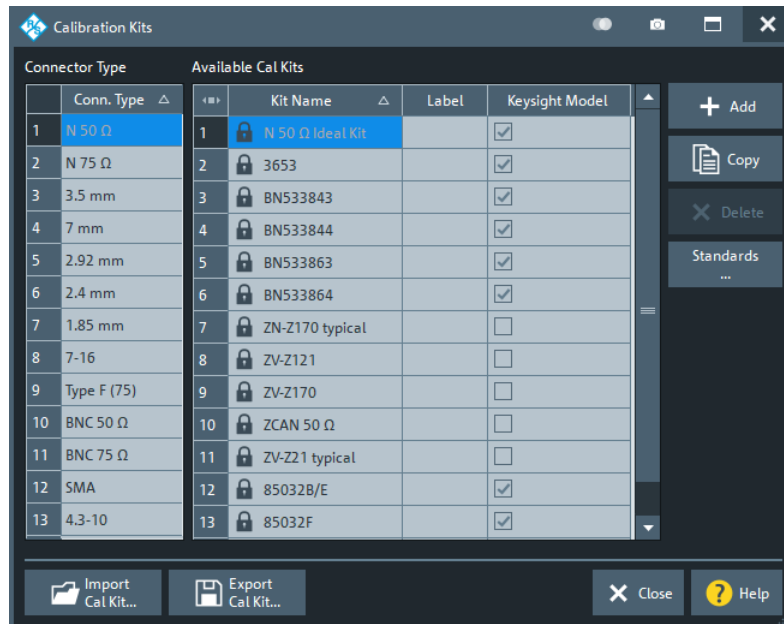 Calibration Kits
Connector Type
Available Cal Kits
Conn. Type
Kit Name
Label
Keysight Model
1 N 50 Ω
2 N 75 Ω
3 3.5 mm
4 7 mm
5 2.92 mm
6 2.4 mm
7 1.85 mm
8 7-16
9 Type F (75)
10 BNC 50 Ω
11 BNC 75 Ω
12 SMA
13 4.3-10
1 N 50 Ω Ideal Kit
2 3653
3 BN533843
4 BN533844
5 BN533863
6 BN533864
7 ZN-Z170 typical
8 ZV-Z121
9 ZV-Z170
10 ZCAN 50 Ω
11 ZV-Z21 typical
12 85032B/E
13 85032F
Add
Copy
Delete
Standards
...
Import
Cal Kit...
Export
Cal Kit...
Close
? Help